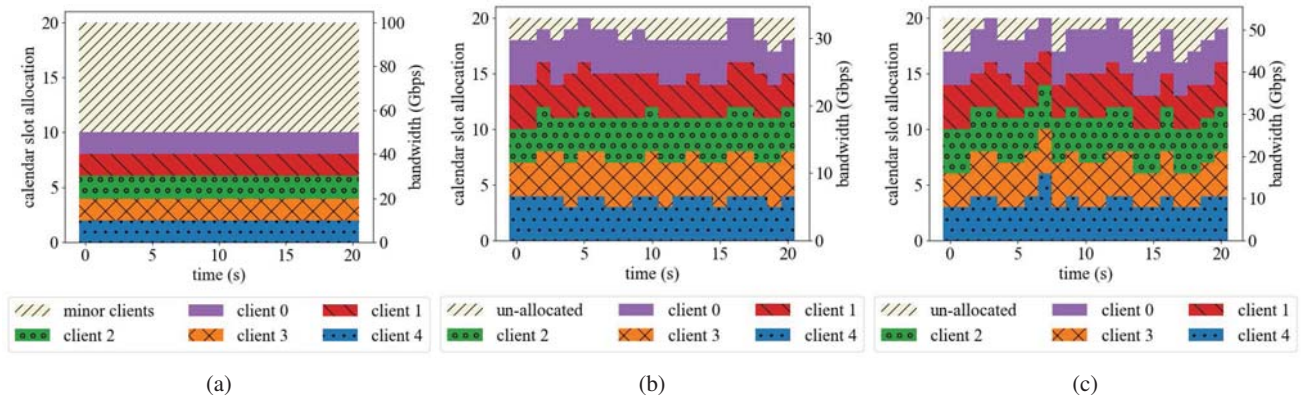 calendar slot allocation
20
15
10
5
0
0 5 10 15 20
time (s)
100
80
60
40
20
0
bandwidth (Gbps)
minor clients client 0 client 1
client 2 client 3 client 4
(a)
calendar slot allocation
20
15
10
5
0
0 5 10 15 20
time (s)
30
20
10
0
bandwidth (Gbps)
un-allocated client 0 client 1
client 2 client 3 client 4
(b)
calendar slot allocation
20
15
10
5
0
0 5 10 15 20
time (s)
50
40
30
20
10
0
bandwidth (Gbps)
un-allocated client 0 client 1
client 2 client 3 client 4
(c)